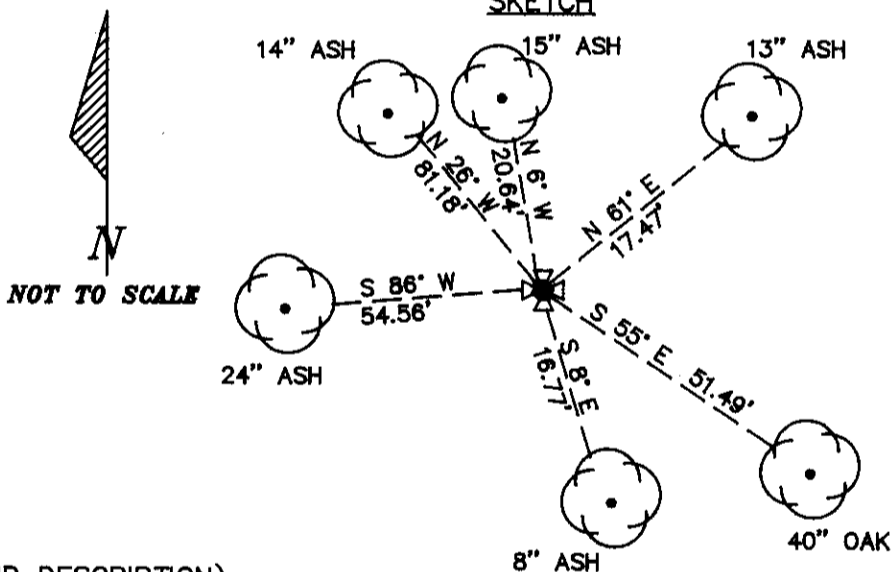 SKETCH
14" ASH
15" ASH
13" ASH
N 26° W
81.18'
N 6° W
20.64'
N 61° E
17.47'
N
NOT TO SCALE
S 86° W
54.56'
24" ASH
S 55° E 51.49'
S 8° E
16.77'
8" ASH
40" OAK